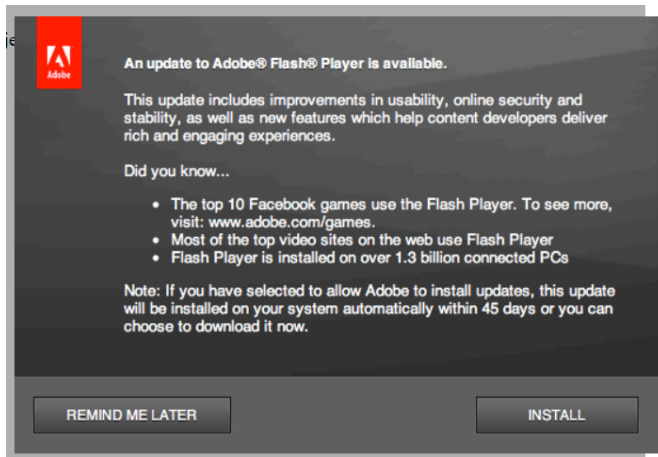 je
Adobe
An update to Adobe® Flash® Player is available.
This update includes improvements in usability, online security and
stability, as well as new features which help content developers deliver
rich and engaging experiences.
Did you know...
• The top 10 Facebook games use the Flash Player. To see more,
visit: www.adobe.com/games.
• Most of the top video sites on the web use Flash Player
• Flash Player is installed on over 1.3 billion connected PCs
Note: If you have selected to allow Adobe to install updates, this update
will be installed on your system automatically within 45 days or you can
choose to download it now.
REMIND ME LATER
INSTALL